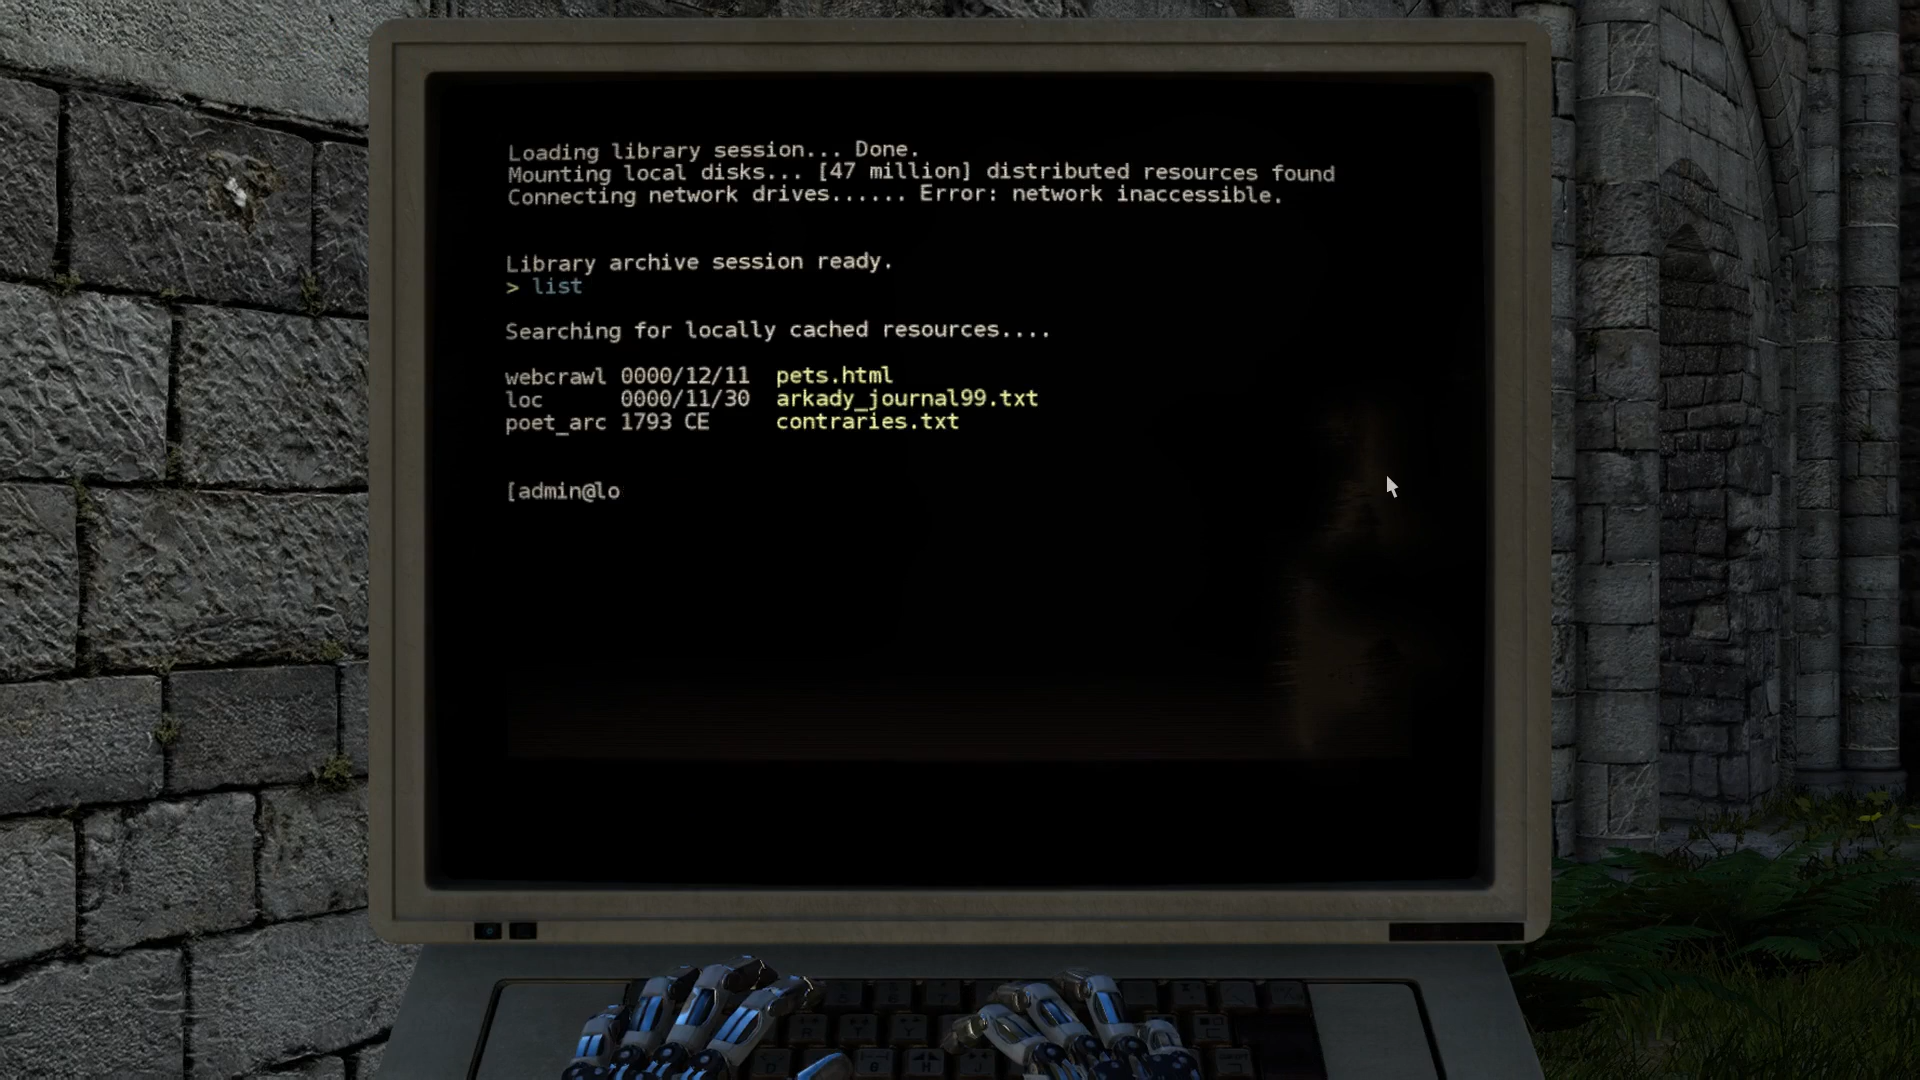 Loading library session... Done.
Mounting local disks... [47 million] distributed resources found
Connecting network drives...... Error: network inaccessible.
Library archive session ready.
> list
Searching for locally cached resources....
webcrawl 0000/12/11 pets.html
loc 0000/11/30 arkady_journal99.txt
poet_arc 1793 CE contraries.txt
[admin@lo